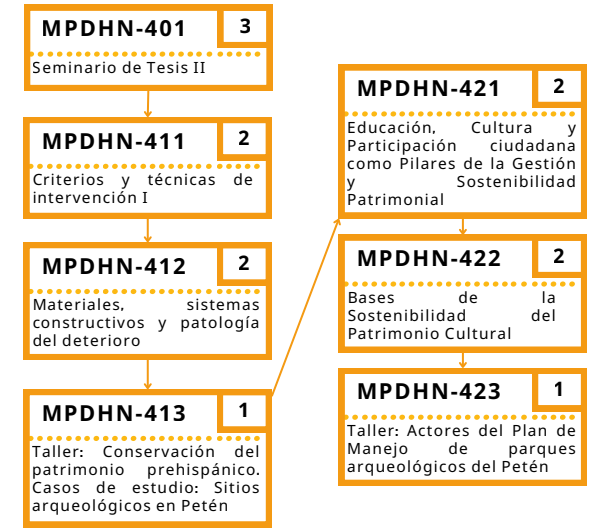 MPDHN-401 3
Seminario de Tesis II
MPDHN-411 2
Criterios y técnicas de
intervención I
MPDHN-412 2
Materiales, sistemas
constructivos y patología
del deterioro
MPDHN-413 1
Taller: Conservación del
patrimonio prehispánico.
Casos de estudio: Sitios
arqueológicos en Petén
MPDHN-421 2
Educación, Cultura y
Participación ciudadana
como Pilares de la Gestión
y Sostenibilidad
Patrimonial
MPDHN-422 2
Bases de la
Sostenibilidad del
Patrimonio Cultural
MPDHN-423 1
Taller: Actores del Plan de
Manejo de parques
arqueológicos del Petén